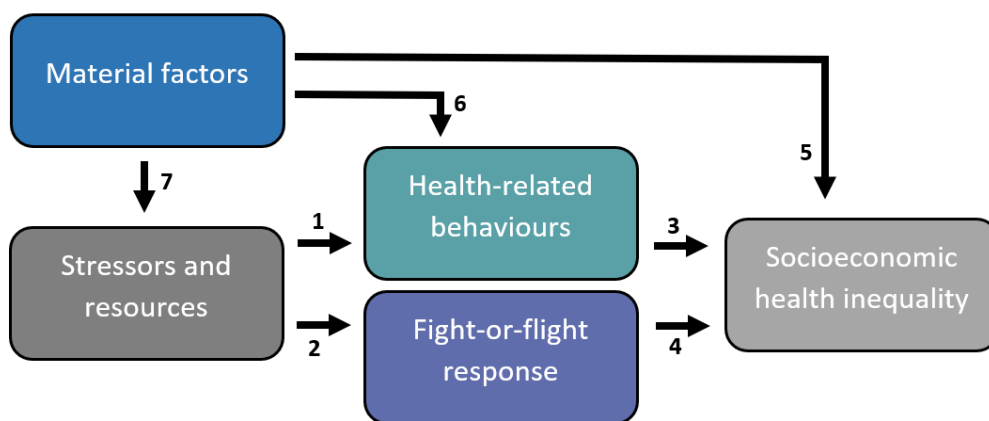 Material factors
6
5
7
Health-related
behaviours
1
3
Stressors and
resources
Socioeconomic
health inequality
2
Fight-or-flight
response
4